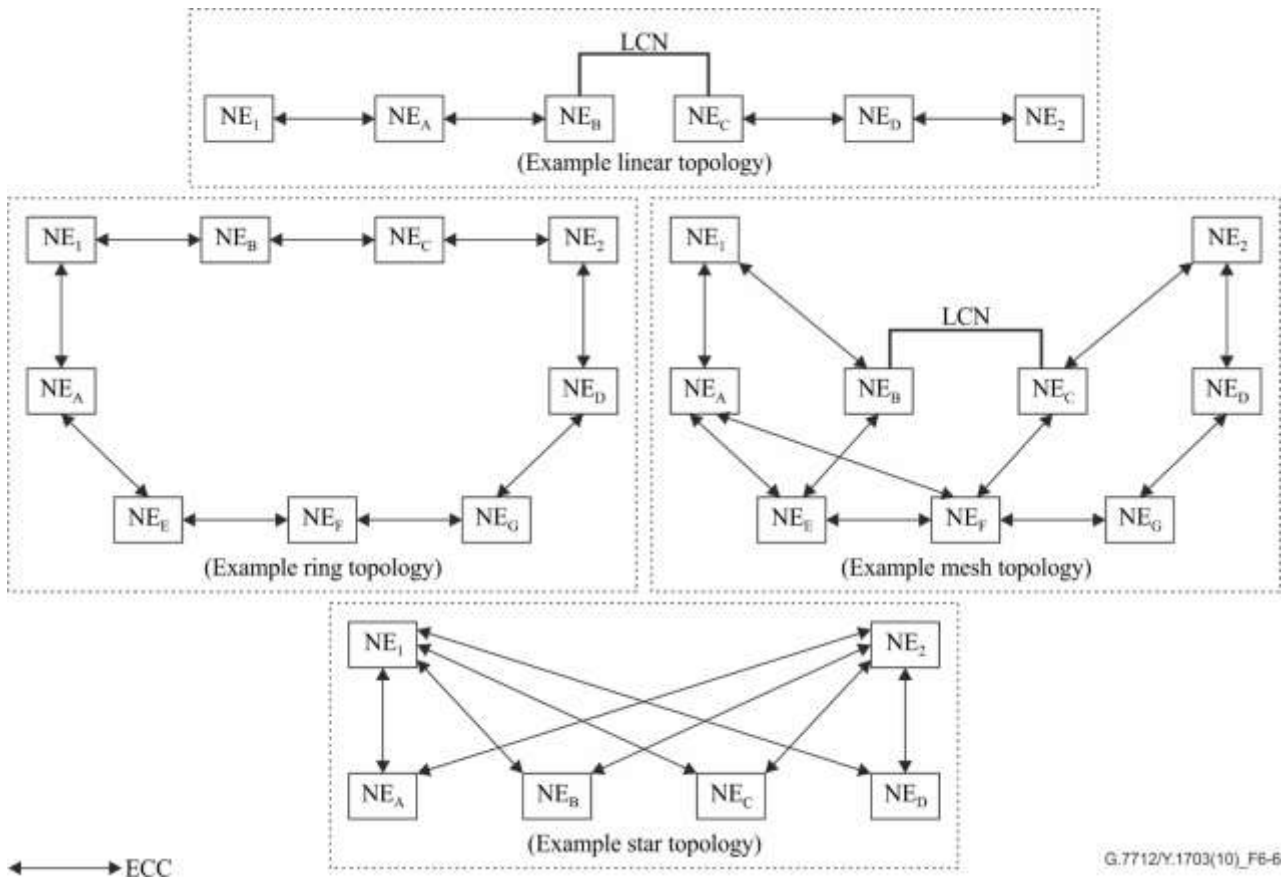 LCN
NE1 NEA NEB NEC NED NE2
(Example linear topology)
NE1 NEB NEC NE2
NEA NED
NEE NEF NEG
(Example ring topology)
NE1 NE2
LCN
NEA NEB NEC NED
NEE NEF NEG
(Example mesh topology)
NE1 NE2
NEA NEB NEC NED
(Example star topology)
ECC
G.7712/Y.1703(10)_F6-6